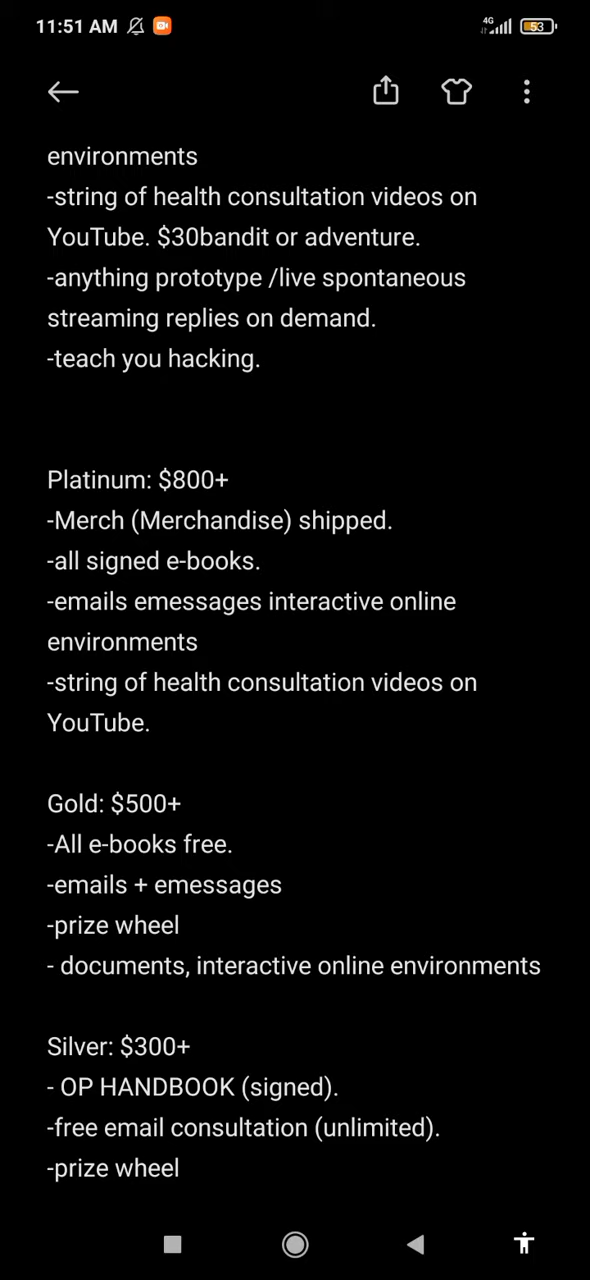 11:51 AM
4G
53
environments
-string of health consultation videos on
YouTube. $30bandit or adventure.
-anything prototype /live spontaneous
streaming replies on demand.
-teach you hacking.
Platinum: $800+
-Merch (Merchandise) shipped.
-all signed e-books.
-emails emessages interactive online
environments
-string of health consultation videos on
YouTube.
Gold: $500+
-All e-books free.
-emails + emessages
-prize wheel
- documents, interactive online environments
Silver: $300+
- OP HANDBOOK (signed).
-free email consultation (unlimited).
-prize wheel